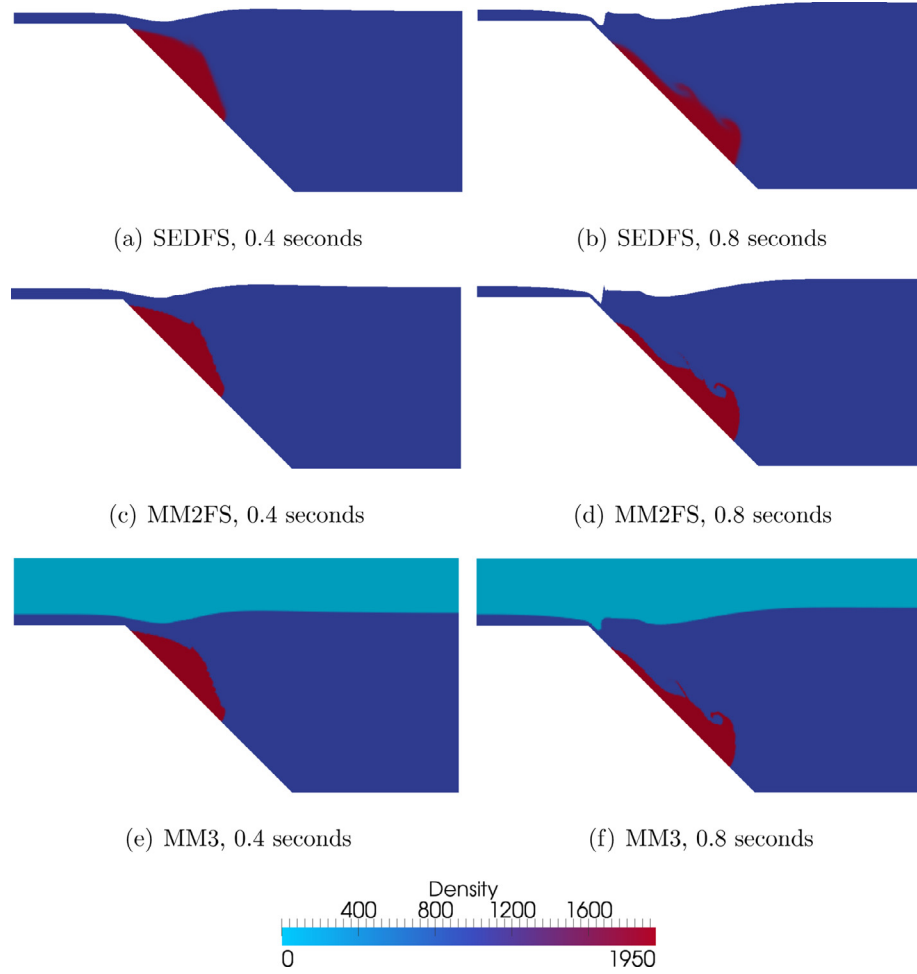 (a) SEDFS, 0.4 seconds
(b) SEDFS, 0.8 seconds
(c) MM2FS, 0.4 seconds
(d) MM2FS, 0.8 seconds
(e) MM3, 0.4 seconds
(f) MM3, 0.8 seconds
Density
400 800 1200 1600
0 1950